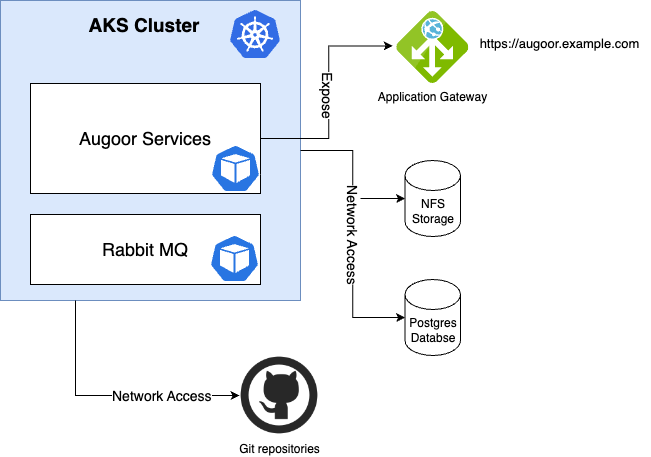 AKS Cluster
https://augoor.example.com
Expose
Application Gateway
Augoor Services
Network Access
NFS
Storage
Rabbit MQ
Postgres
Databse
Network Access
Git repositories